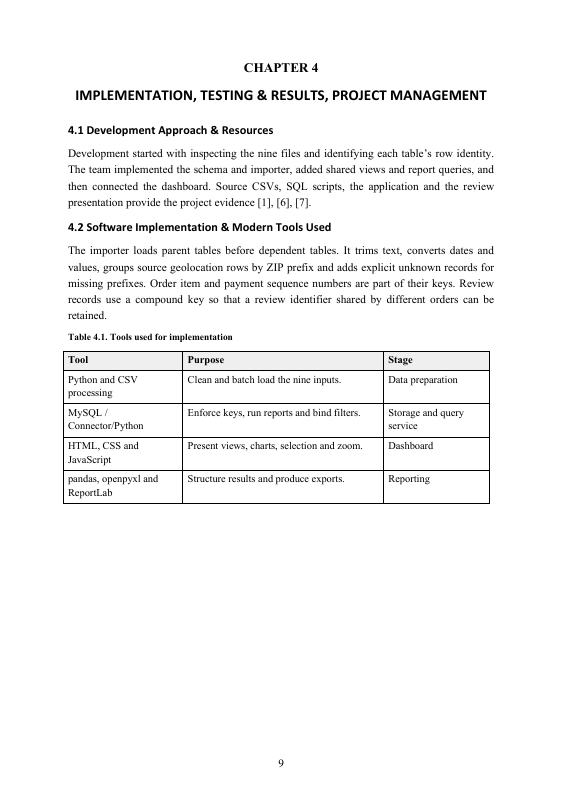 CHAPTER 4
IMPLEMENTATION, TESTING & RESULTS, PROJECT MANAGEMENT
4.1 Development Approach & Resources
Development started with inspecting the nine files and identifying each table’s row identity.
The team implemented the schema and importer, added shared views and report queries, and
then connected the dashboard. Source CSVs, SQL scripts, the application and the review
presentation provide the project evidence [1], [6], [7].
4.2 Software Implementation & Modern Tools Used
The importer loads parent tables before dependent tables. It trims text, converts dates and
values, groups source geolocation rows by ZIP prefix and adds explicit unknown records for
missing prefixes. Order item and payment sequence numbers are part of their keys. Review
records use a compound key so that a review identifier shared by different orders can be
retained.
Table 4.1. Tools used for implementation
Tool Purpose Stage
Python and CSV Clean and batch load the nine inputs. Data preparation
processing
MySQL / Enforce keys, run reports and bind filters. Storage and query
Connector/Python service
HTML, CSS and Present views, charts, selection and zoom. Dashboard
JavaScript
pandas, openpyxl and Structure results and produce exports. Reporting
ReportLab
9